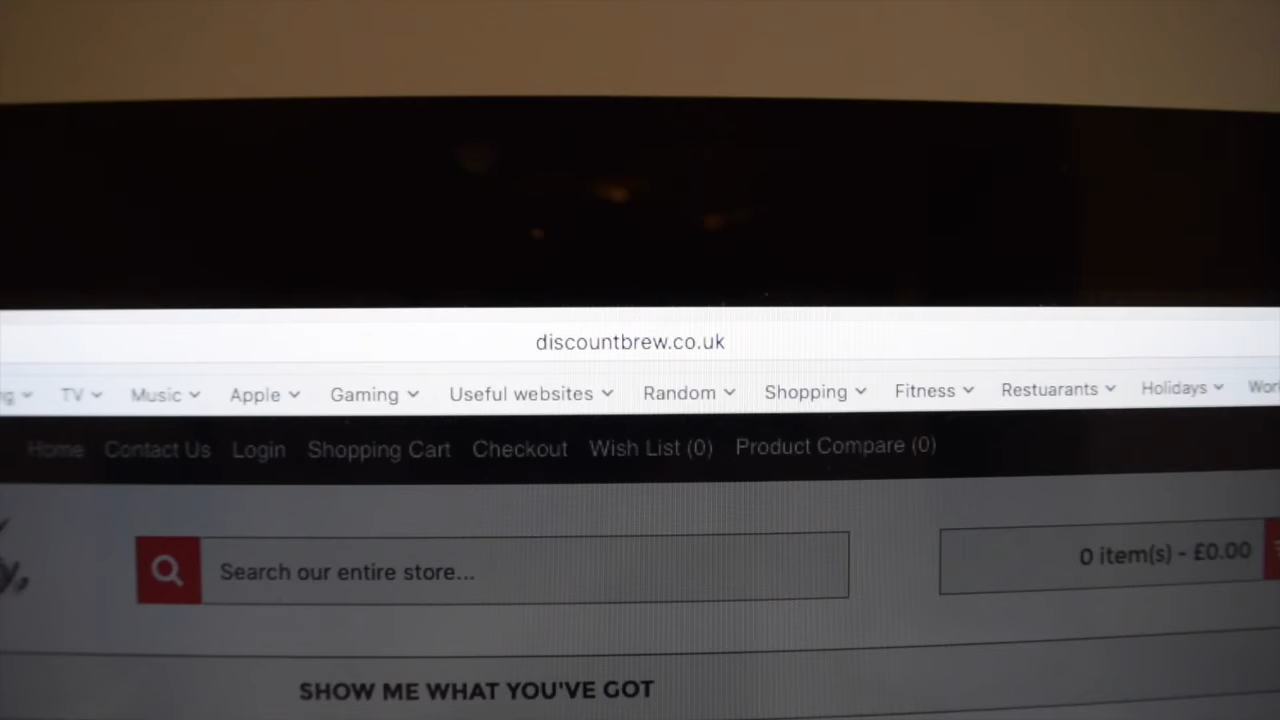 discountbrew.co.uk
TV Music Apple Gaming Useful websites Random Shopping Fitness Restuarants Holidays
Home Contact Us Login Shopping Cart Checkout Wish List (0) Product Compare (0)
Search our entire store...
0 item(s) - £0.00
SHOW ME WHAT YOU'VE GOT